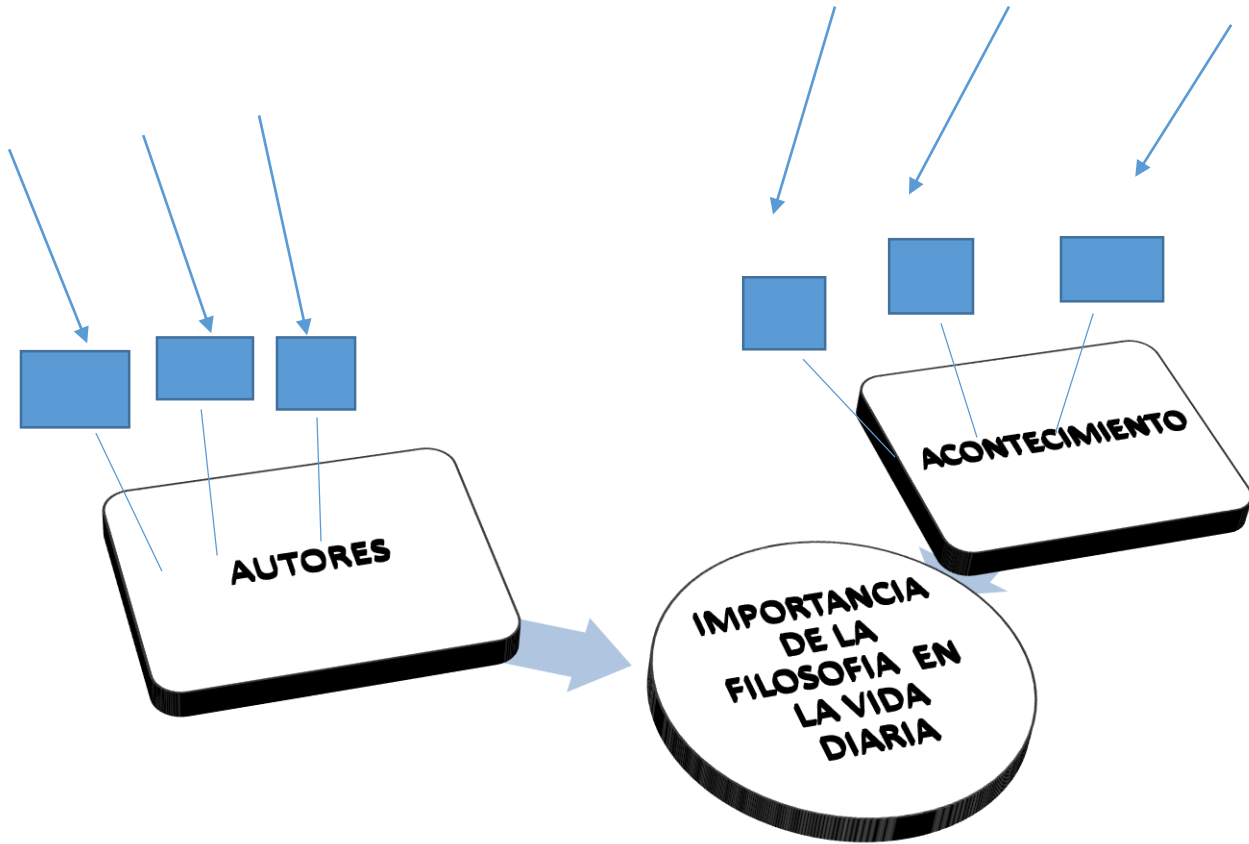 ACONTECIMIENTO
AUTORES
IMPORTANCIA
DE LA
FILOSOFIA EN
LA VIDA
DIARIA